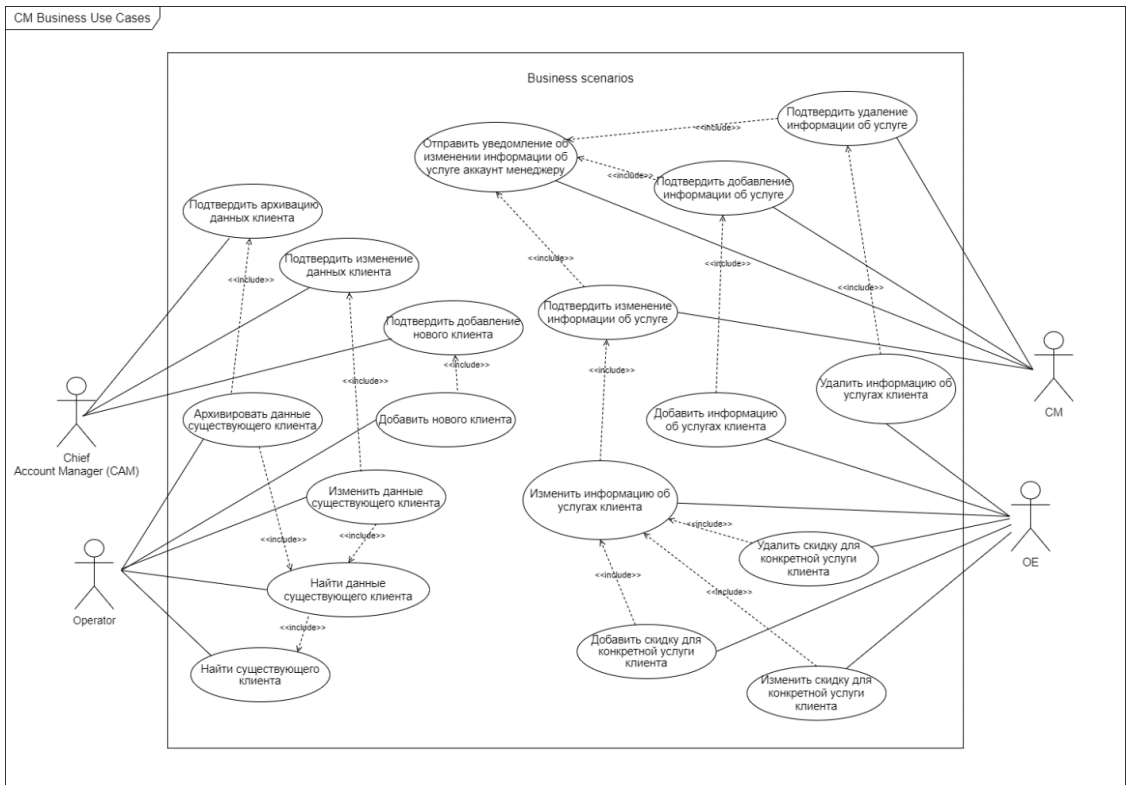 CM Business Use Cases
Business scenarios
Подтвердить удаление
информации об услуге
<<include>>
Отправить уведомление об
изменении информации об
услуге аккаунт менеджеру
<<include>>
Подтвердить добавление
информации об услуге
Подтвердить архивацию
данных клиента
Подтвердить изменение
данных клиента
<<include>>
<<include>>
<<include>>
<<include>>
Подтвердить изменение
информации об услуге
Подтвердить добавление
нового клиента
<<include>>
<<include>>
<<include>>
Удалить информацию об
услугах клиента
CM
Архивировать данные
существующего клиента
Добавить нового клиента
Добавить информацию
об услугах клиента
Chief
Account Manager (CAM)
Изменить данные
существующего клиента
Изменить информацию об
услугах клиента
<<include>>
<<include>>
<<include>>
Удалить скидку для
конкретной услуги
клиента
OE
<<include>>
Найти данные
существующего клиента
<<include>>
Operator
<<include>>
Добавить скидку для
конкретной услуги
клиента
Найти существующего
клиента
Изменить скидку для
конкретной услуги
клиента